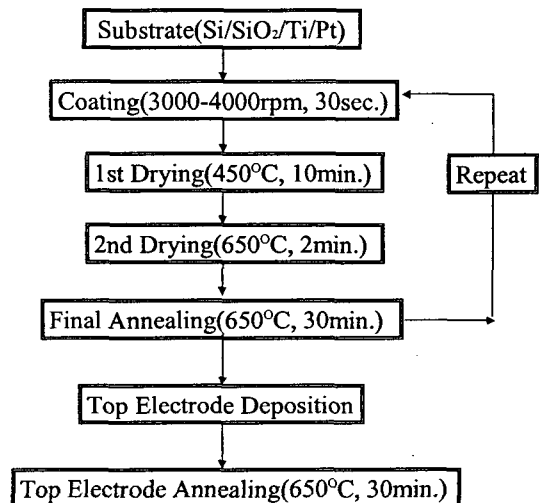 Substrate(Si/SiO₂/Ti/Pt)
Coating(3000-4000rpm, 30sec.)
1st Drying(450°C, 10min.)
Repeat
2nd Drying(650°C, 2min.)
Final Annealing(650°C, 30min.)
Top Electrode Deposition
Top Electrode Annealing(650°C, 30min.)